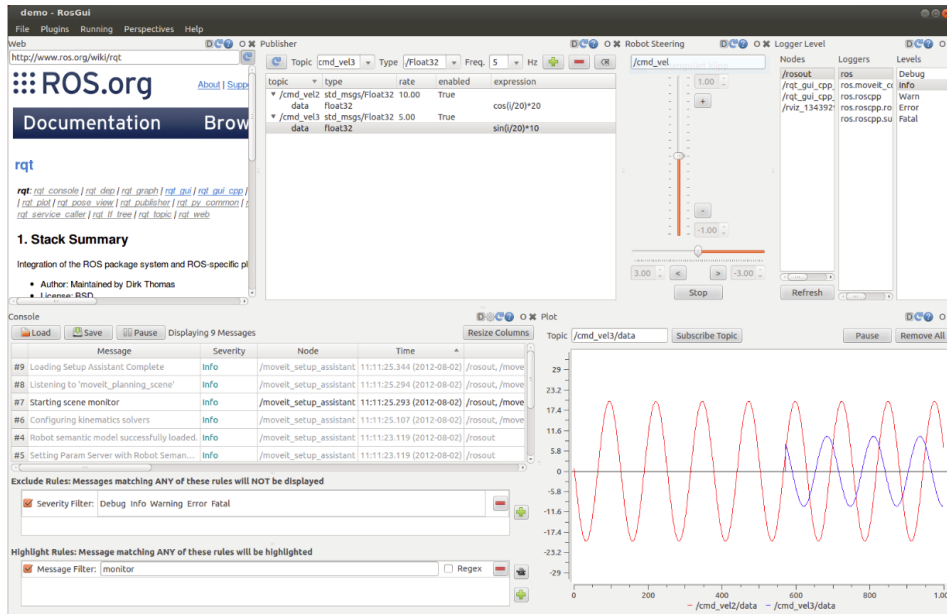 demo - RosGui
File Plugins Running Perspectives Help
Web
http://www.ros.org/wiki/rqt
ROS.org
About | Supp
Documentation Brow
rqt
rqt: rqt_console | rqt_dep | rqt_graph | rqt_gui | rqt_gui_cpp |
| rqt_plot | rqt_pose_view | rqt_publisher | rqt_py_common |
rqt_service_caller | rqt_tf_tree | rqt_topic | rqt_web
1. Stack Summary
Integration of the ROS package system and ROS-specific pl
Author: Maintained by Dirk Thomas
License: BSD
Publisher
Topic cmd_vel3 Type /Float32 Freq. 5 Hz
topic type rate enabled expression
/cmd_vel2 std_msgs/Float32 10.00 True
data float32 cos(i/20)*20
/cmd_vel3 std_msgs/Float32 5.00 True
data float32 sin(i/20)*10
Robot Steering
/cmd_vel
1.00
+
-
-1.00
3.00 < > -3.00
Stop
Logger Level
Nodes Loggers Levels
/rosout ros Debug
/rqt_gui_cpp_ ros.moveit_co Info
/rqt_gui_cpp_ ros.roscpp Warn
/rviz_1343929 ros.roscpp.ro Error
ros.roscpp.su Fatal
Refresh
Console
Load Save Pause Displaying 9 Messages Resize Columns
Message Severity Node Time
#9 Loading Setup Assistant Complete Info /moveit_setup_assistant 11:11:25.344 (2012-08-02) /rosout, /move
#8 Listening to 'moveit_planning_scene' Info /moveit_setup_assistant 11:11:25.294 (2012-08-02) /rosout, /move
#7 Starting scene monitor Info /moveit_setup_assistant 11:11:25.293 (2012-08-02) /rosout, /move
#6 Configuring kinematics solvers Info /moveit_setup_assistant 11:11:25.107 (2012-08-02) /rosout, /move
#4 Robot semantic model successfully loaded. Info /moveit_setup_assistant 11:11:23.119 (2012-08-02) /rosout
#5 Setting Param Server with Robot Seman... Info /moveit_setup_assistant 11:11:23.119 (2012-08-02) /rosout
Exclude Rules: Messages matching ANY of these rules will NOT be displayed
Severity Filter: Debug Info Warning Error Fatal
Highlight Rules: Message matching ANY of these rules will be highlighted
Message Filter: monitor Regex
Plot
Topic /cmd_vel3/data Subscribe Topic Pause Remove All
29
23.2
17.4
11.6
5.8
0
-5.8
-11.6
-17.4
-23.2
-29
0 200 400 600 800 1.00
/cmd_vel2/data /cmd_vel3/data